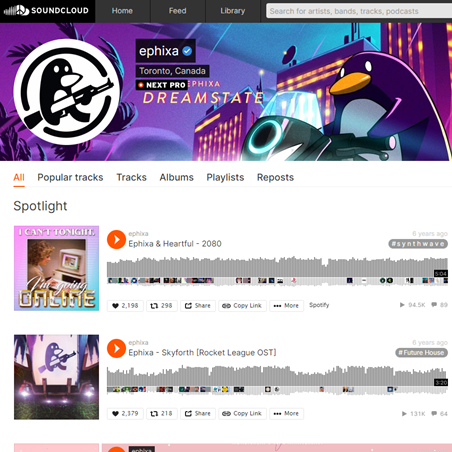 SOUNDCLOUD
Home
Feed
Library
Search for artists, bands, tracks, podcasts
ephixa
Toronto, Canada
NEXT PRO
EPHIXA
DREAMSTATE
All
Popular tracks
Tracks
Albums
Playlists
Reposts
Spotlight
I CAN'T TONIGHT,
I'm going
ONLINE
ephixa
6 years ago
Ephixa & Heartful - 2080
#synthwave
5:04
2,198
298
Share
Copy Link
More
Spotify
94.5K
89
ephixa
6 years ago
Ephixa - Skyforth [Rocket League OST]
# Future House
3:20
2,379
215
Share
Copy Link
More
131K
64
ephixa